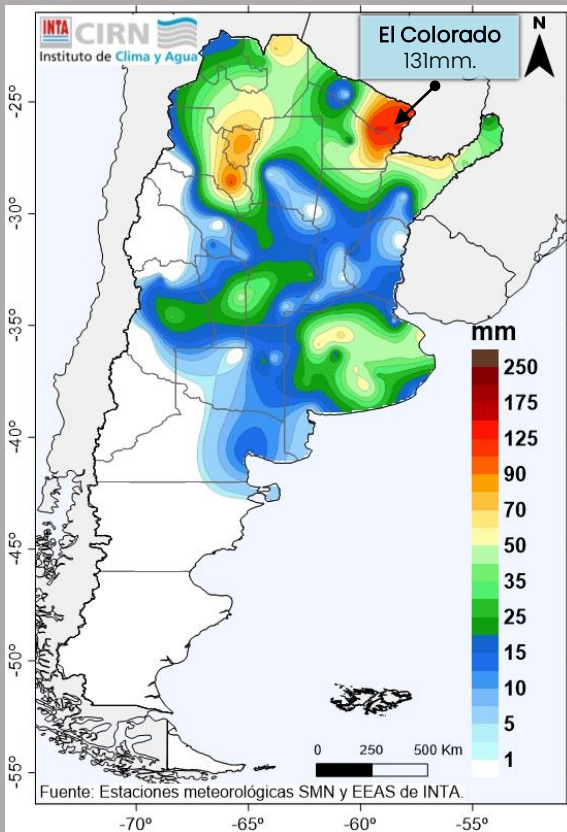 INTA CIRN
Instituto de Clima y Agua
El Colorado
131mm.
N
-25°
-30°
-35°
-40°
-45°
-50°
-55°
mm
250
175
125
90
70
50
35
25
15
10
5
1
0 250 500 Km
Fuente: Estaciones meteorológicas SMN y EEAS de INTA.
-70° -65° -60° -55°